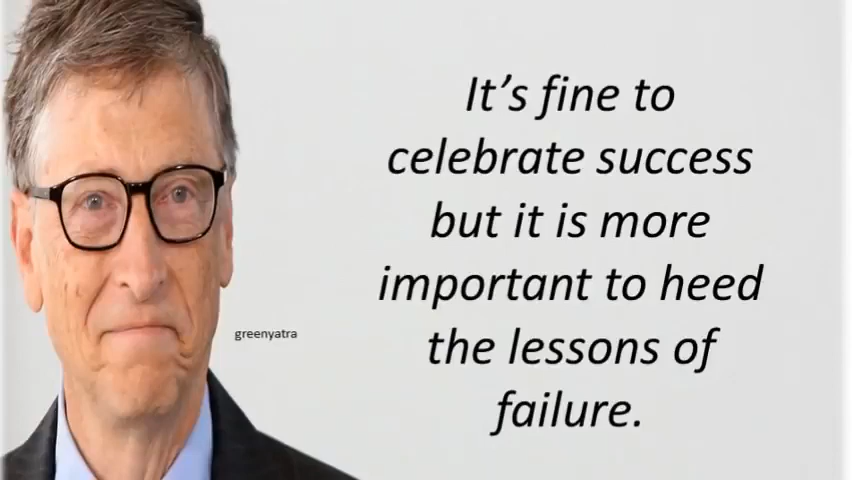 It’s fine to
celebrate success
but it is more
important to heed
the lessons of
failure.
greenyatra